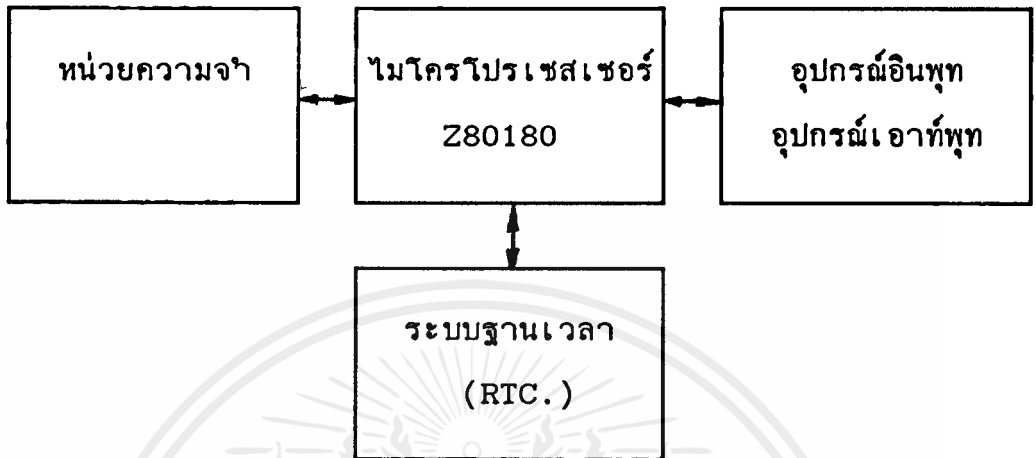 หน่วยความจำ
ไมโครโปรเซสเซอร์
Z80180
อุปกรณ์อินพุท
อุปกรณ์เอาท์พุท
ระบบฐานเวลา
(RTC.)